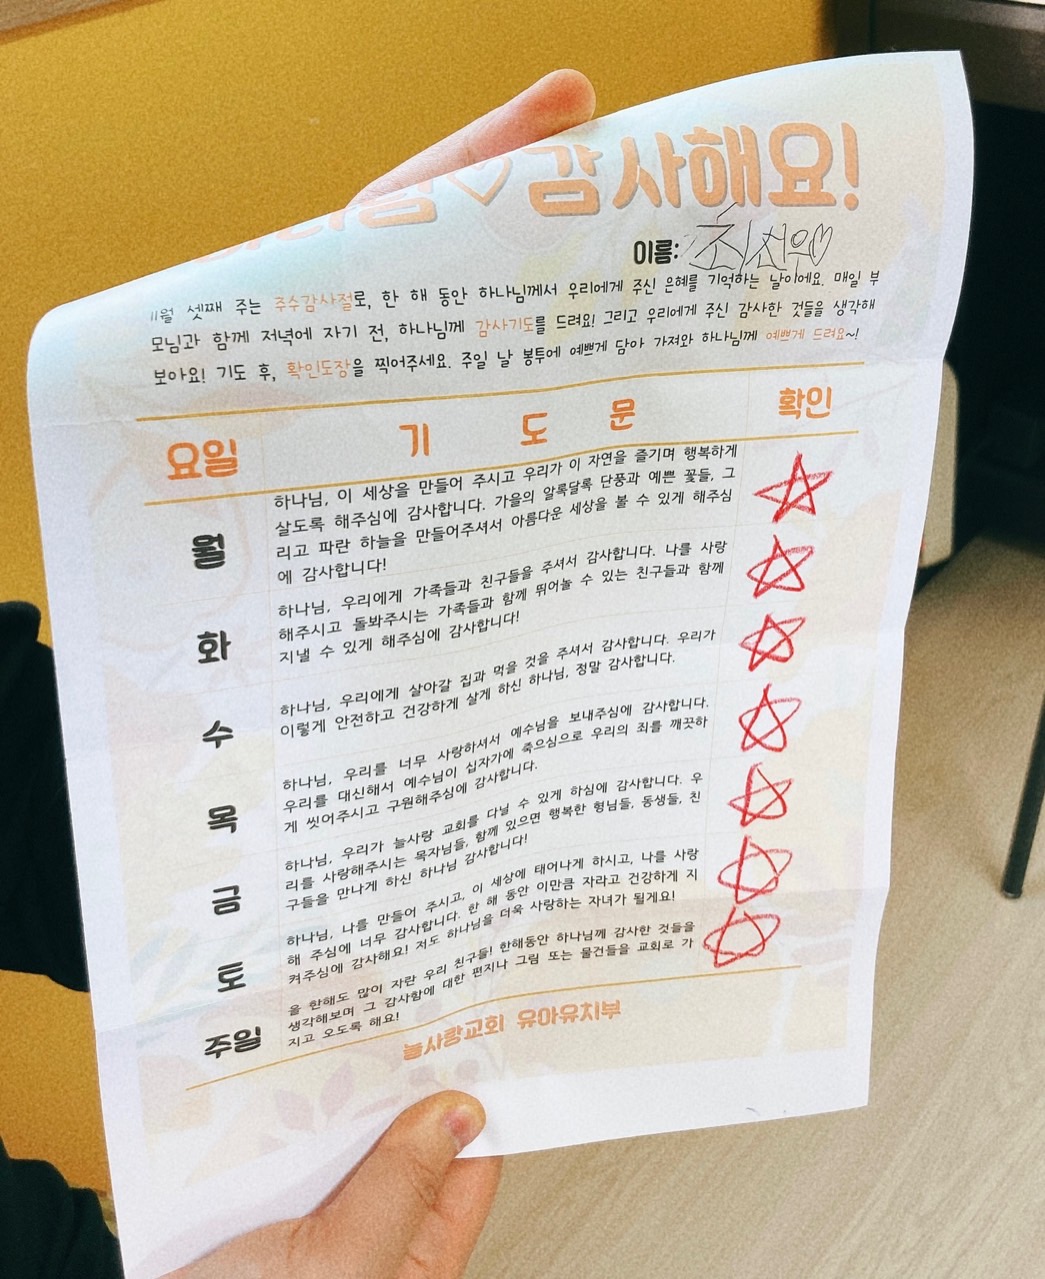 감사해요!
이름: 최선우♡
11월 셋째 주는 추수감사절로, 한 해 동안 하나님께서 우리에게 주신 은혜를 기억하는 날이에요. 매일 부
모님과 함께 저녁에 자기 전, 하나님께 감사기도를 드려요! 그리고 우리에게 주신 감사한 것들을 생각해
보아요! 기도 후, 확인도장을 찍어주세요. 주일 날 봉투에 예쁘게 담아 가져와 하나님께 예쁘게 드려요~!
요일 기 도 문 확인
월
하나님, 이 세상을 만들어 주시고 우리가 이 자연을 즐기며 행복하게
살도록 해주심에 감사합니다. 가을의 알록달록 단풍과 예쁜 꽃들, 그
리고 파란 하늘을 만들어주셔서 아름다운 세상을 볼 수 있게 해주심
에 감사합니다!
화
하나님, 우리에게 가족들과 친구들을 주셔서 감사합니다. 나를 사랑
해주시고 돌봐주시는 가족들과 함께 뛰어놀 수 있는 친구들과 함께
지낼 수 있게 해주심에 감사합니다!
수
하나님, 우리에게 살아갈 집과 먹을 것을 주셔서 감사합니다. 우리가
이렇게 안전하고 건강하게 살게 하신 하나님, 정말 감사합니다.
목
하나님, 우리를 너무 사랑하셔서 예수님을 보내주심에 감사합니다.
우리를 대신해서 예수님이 십자가에 죽으심으로 우리의 죄를 깨끗하
게 씻어주시고 구원해주심에 감사합니다.
금
하나님, 우리가 늘사랑 교회를 다닐 수 있게 하심에 감사합니다. 우
리를 사랑해주시는 목자님들, 함께 있으면 행복한 형님들, 동생들, 친
구들을 만나게 하신 하나님 감사합니다!
토
하나님, 나를 만들어 주시고, 이 세상에 태어나게 하시고, 나를 사랑
해 주심에 너무 감사합니다. 한 해 동안 이만큼 자라고 건강하게 지
켜주심에 감사해요! 저도 하나님을 더욱 사랑하는 자녀가 될게요!
주일
올 한해도 많이 자란 우리 친구들! 한해동안 하나님께 감사한 것들을
생각해보며 그 감사함에 대한 편지나 그림 또는 물건들을 교회로 가
지고 오도록 해요!
늘사랑교회 유아유치부